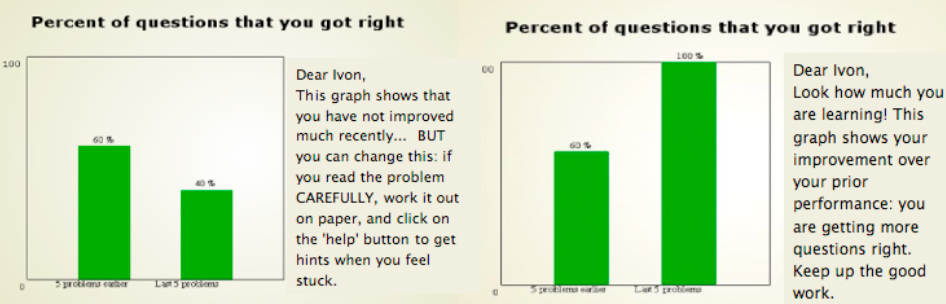 Percent of questions that you got right
100
60 %
40 %
0
5 problems earlier
Last 5 problems
Dear Ivon,
This graph shows that
you have not improved
much recently... BUT
you can change this: if
you read the problem
CAREFULLY, work it out
on paper, and click on
the 'help' button to get
hints when you feel
stuck.
Percent of questions that you got right
00
100 %
60 %
0
5 problems earlier
Last 5 problems
Dear Ivon,
Look how much you
are learning! This
graph shows your
improvement over
your prior
performance: you
are getting more
questions right.
Keep up the good
work.